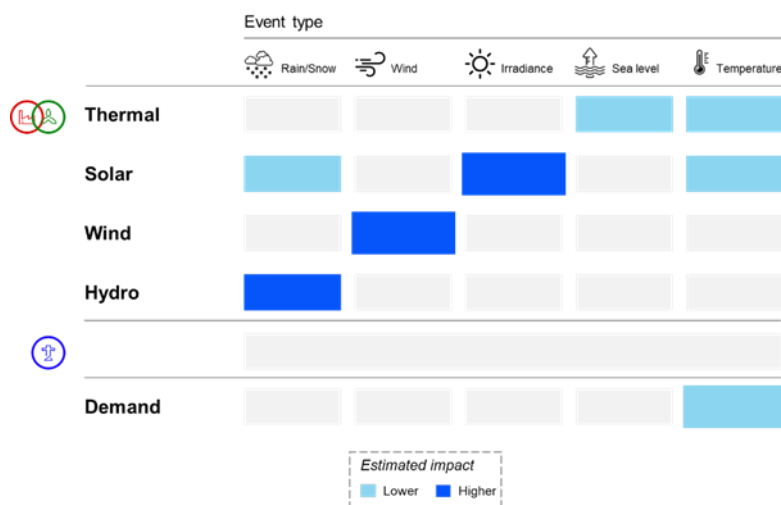 Event type
Rain/Snow Wind Irradiance Sea level Temperature
Thermal
Solar
Wind
Hydro
Demand
Estimated impact
Lower Higher